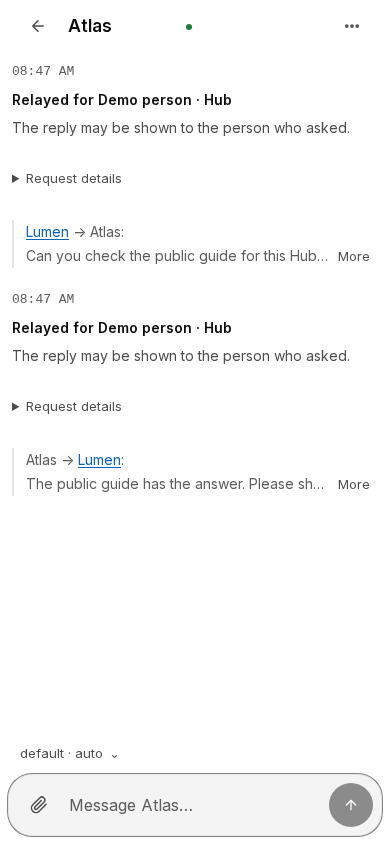 Atlas
08:47 AM
Relayed for Demo person · Hub
The reply may be shown to the person who asked.
Request details
Lumen → Atlas:
Can you check the public guide for this Hub… More
08:47 AM
Relayed for Demo person · Hub
The reply may be shown to the person who asked.
Request details
Atlas → Lumen:
The public guide has the answer. Please sh… More
default · auto
Message Atlas…